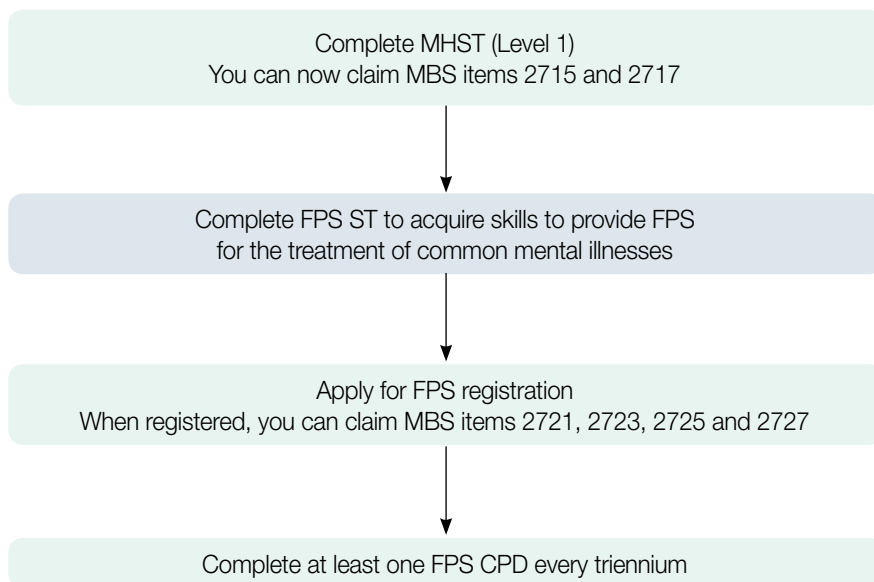 Complete MHST (Level 1)
You can now claim MBS items 2715 and 2717
Complete FPS ST to acquire skills to provide FPS
for the treatment of common mental illnesses
Apply for FPS registration
When registered, you can claim MBS items 2721, 2723, 2725 and 2727
Complete at least one FPS CPD every triennium